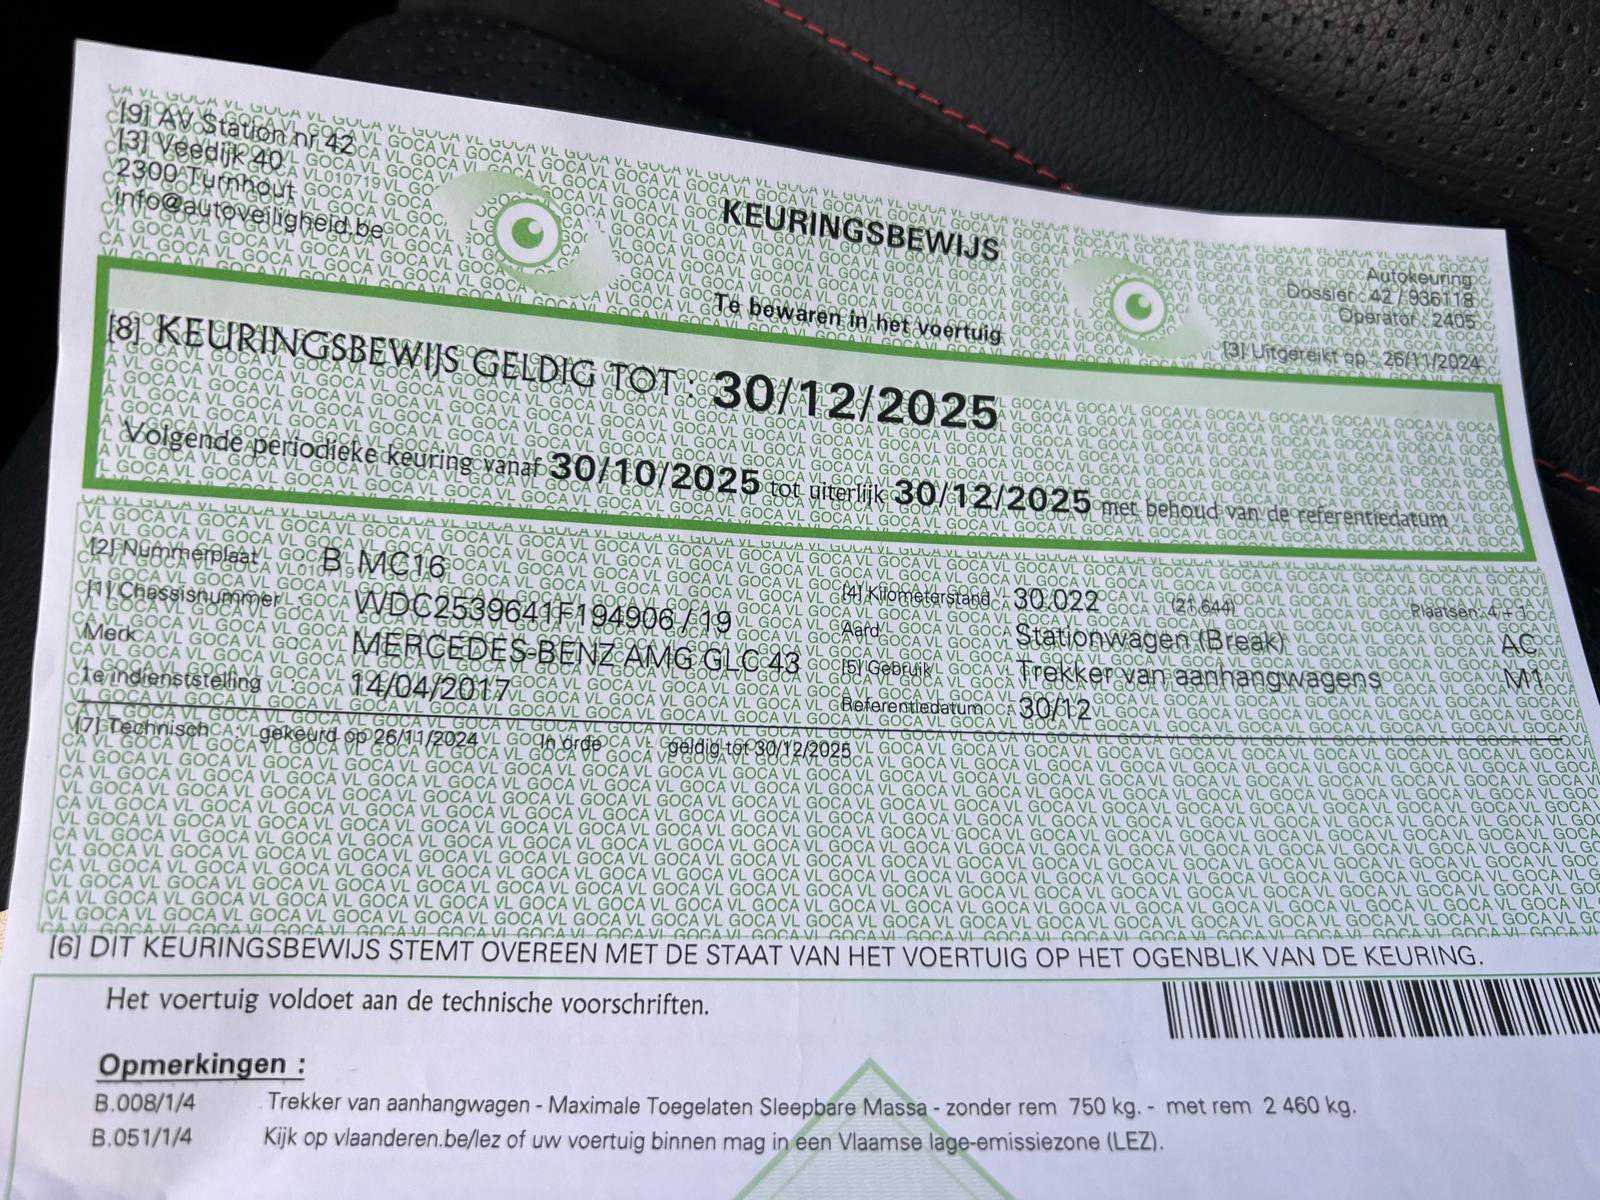 [9] AV Station nr 42
[3] Veedijk 40
2300 Turnhout VL010719
info@autoveiligheid.be
KEURINGSBEWIJS
Te bewaren in het voertuig
Autokeuring
Dossier : 42 / 936118
Operator : 2405
[3] Uitgereikt op : 26/11/2024
[8] KEURINGSBEWIJS GELDIG TOT : 30/12/2025
Volgende periodieke keuring vanaf 30/10/2025 tot uiterlijk 30/12/2025 met behoud van de referentiedatum
[2] Nummerplaat B MC16
[1] Chassisnummer : WDC2539641F194906 / 19
Merk MERCEDES-BENZ AMG GLC 43
1e indienststelling : 14/04/2017
[4] Kilometerstand : 30.022 (21.644) Plaatsen: 4 + 1
Aard Stationwagen (Break) AC
[5] Gebruik Trekker van aanhangwagens M1
Referentiedatum : 30/12
[7] Technisch : gekeurd op 26/11/2024 In orde - geldig tot 30/12/2025
[6] DIT KEURINGSBEWIJS STEMT OVEREEN MET DE STAAT VAN HET VOERTUIG OP HET OGENBLIK VAN DE KEURING.
Het voertuig voldoet aan de technische voorschriften.
Opmerkingen :
B.008/1/4 Trekker van aanhangwagen - Maximale Toegelaten Sleepbare Massa - zonder rem 750 kg. - met rem 2 460 kg.
B.051/1/4 Kijk op vlaanderen.be/lez of uw voertuig binnen mag in een Vlaamse lage-emissiezone (LEZ).